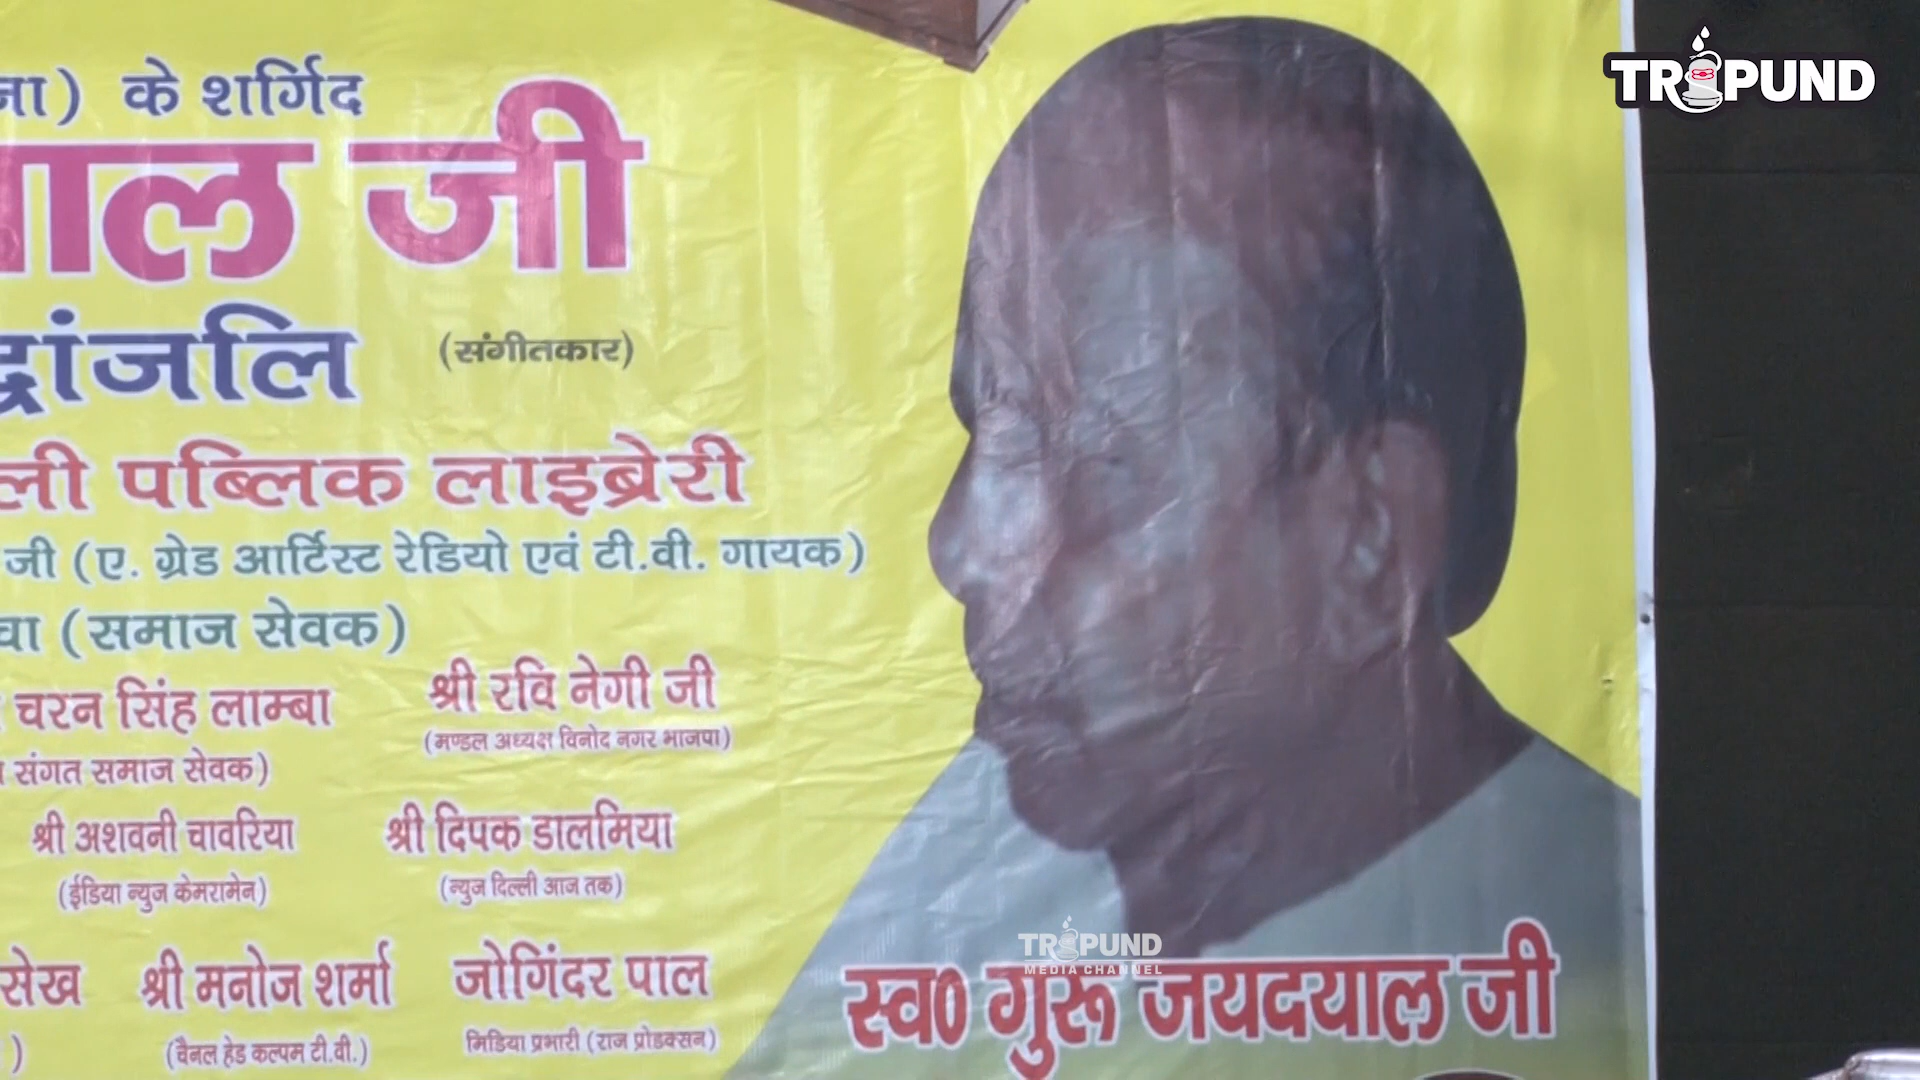 TRIPUND
के शर्गिद
जी
(संगीतकार)
पब्लिक लाइब्रेरी
जी (ए. ग्रेड आर्टिस्ट रेडियो एवं टी.वी. गायक)
(समाज सेवक)
चरन सिंह लाम्बा
श्री रवि नेगी जी
(मण्डल अध्यक्ष विनोद नगर भाजपा)
संगत समाज सेवक)
श्री अशवनी चावरिया
श्री दिपक डालमिया
(ईडिया न्युज केमरामेन)
(न्युज दिल्ली आज तक)
सेख
श्री मनोज शर्मा
जोगिंदर पाल
(चैनल हेड कल्पम टी.वी.)
मिडिया प्रभारी (राज प्रोडक्सन)
TRIPUND
MEDIA CHANNEL
स्व0 गुरू जयदयाल जी